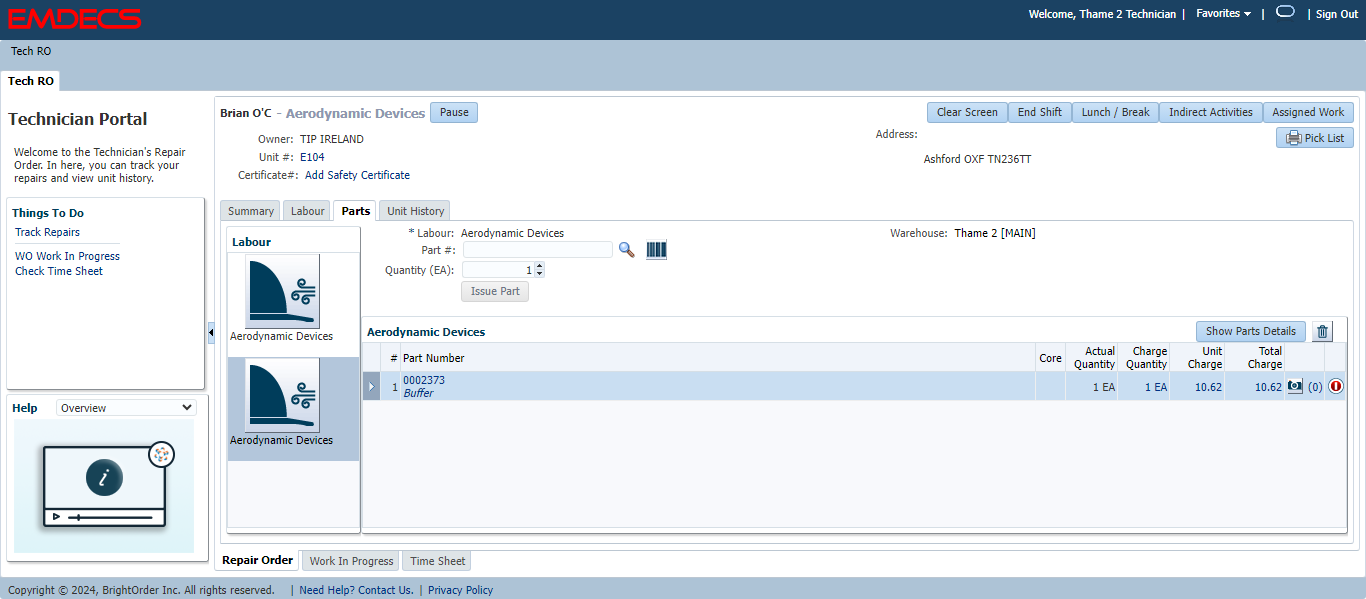 EMDECS
Welcome, Thame 2 Technician | Favorites | | Sign Out
Tech RO
Tech RO
Technician Portal
Welcome to the Technician's Repair
Order. In here, you can track your
repairs and view unit history.
Things To Do
Track Repairs
WO Work In Progress
Check Time Sheet
Help Overview
i
Brian O'C - Aerodynamic Devices Pause
Clear Screen End Shift Lunch / Break Indirect Activities Assigned Work
Owner: TIP IRELAND
Unit #: E104
Certificate#: Add Safety Certificate
Address:
Pick List
Ashford OXF TN236TT
Summary Labour Parts Unit History
Labour
Aerodynamic Devices
Aerodynamic Devices
* Labour: Aerodynamic Devices
Warehouse: Thame 2 [MAIN]
Part #:
Quantity (EA): 1
Issue Part
Aerodynamic Devices
Show Parts Details
# Part Number Core Actual Quantity Charge Quantity Unit Charge Total Charge
1 0002373 1 EA 1 EA 10.62 10.62 (0)
Buffer
Repair Order Work In Progress Time Sheet
Copyright © 2024, BrightOrder Inc. All rights reserved. | Need Help? Contact Us. | Privacy Policy